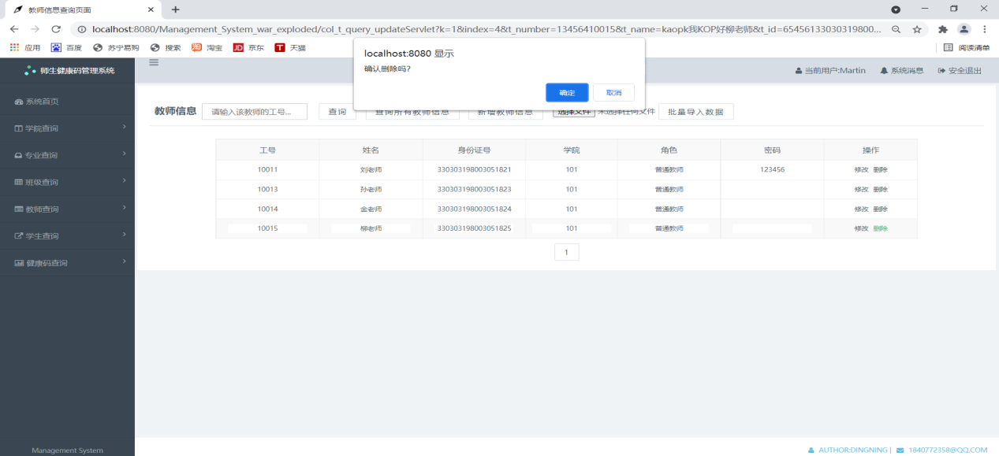 教师信息查询页面
localhost:8080/Management_System_war_exploded/col_t_query_updateServlet?k=1&index=4&t_number=13456410015&t_name=kaopk我KOP好柳老师&t_id=65456133030319800...
应用 百度 苏宁易购 搜索 淘宝 京东 天猫 阅读清单
localhost:8080 显示
确认删除吗?
确定 取消
师生健康码管理系统
当前用户:Martin 系统消息 安全退出
系统首页
学院查询
专业查询
班级查询
教师查询
学生查询
健康码查询
教师信息 请输入该教师的工号... 查询 查询所有教师信息 新增教师信息 选择文件 未选择任何文件 批量导入数据
工号 姓名 身份证号 学院 角色 密码 操作
10011 刘老师 330303198003051821 101 普通教师 123456 修改 删除
10013 孙老师 330303198003051823 101 普通教师 修改 删除
10014 金老师 330303198003051824 101 普通教师 修改 删除
10015 柳老师 330303198003051825 101 普通教师 修改 删除
1
Management System
AUTHOR:DINGNING | 1840772358@QQ.COM